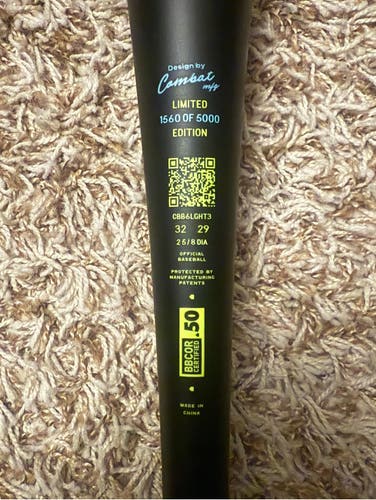 Design by
Combat
mfg
LIMITED
1560 OF 5000
EDITION
CBB6LGHT3
32 29
2 5/8 DIA
OFFICIAL
BASEBALL
PROTECTED BY
MANUFACTURING
PATENTS
BBCOR
CERTIFIED
.50
MADE IN
CHINA